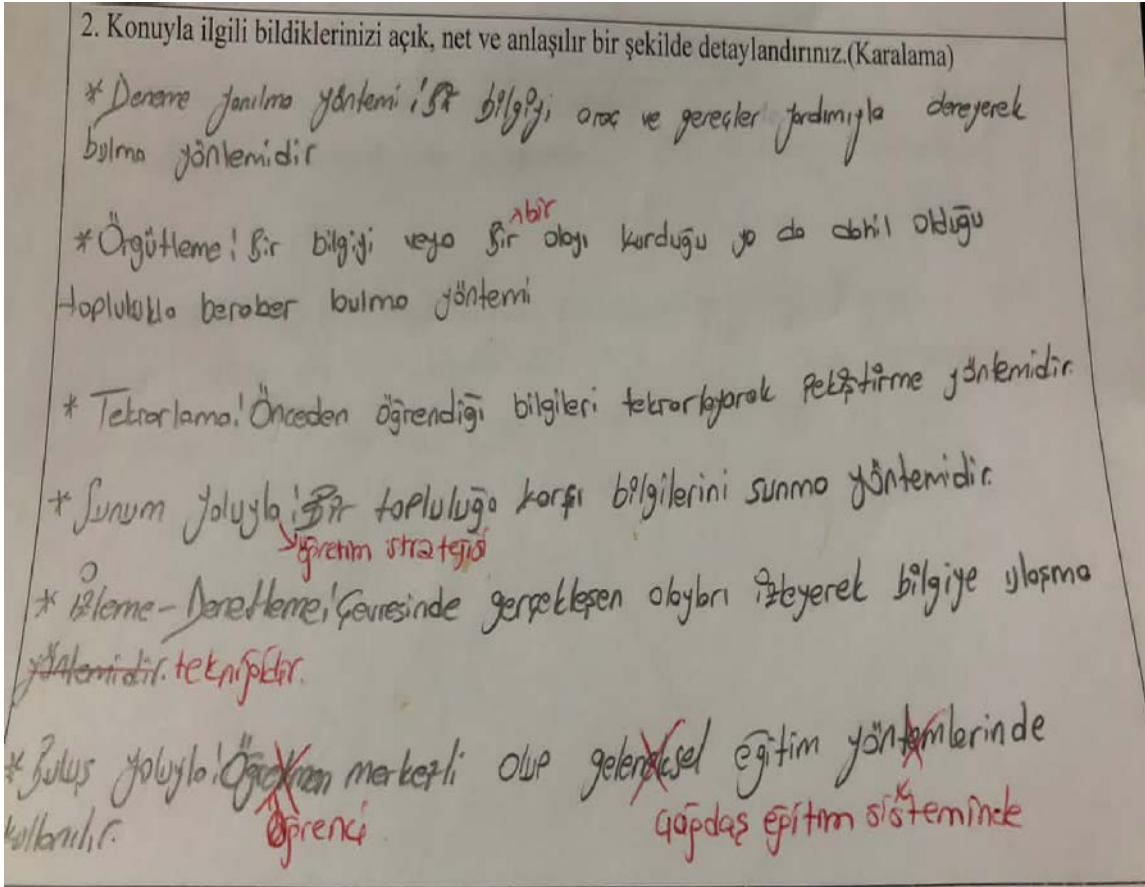 2. Konuyla ilgili bildiklerinizi açık, net ve anlaşılır bir şekilde detaylandırınız.(Karalama)
* Deneme yanılma yöntemi: Bir bilgiyi araç ve gereçler yardımıyla deneyerek
bulma yöntemidir
^bir
* Örgütleme: Bir bilgiyi veya bir olayı kurduğu ya da dahil olduğu
toplulukla beraber bulma yöntemi
* Tekrarlama: Önceden öğrendiği bilgileri tekrarlayarak pekiştirme yöntemidir.
* Sunum yoluyla: Bir topluluğa karşı bilgilerini sunma yöntemidir.
öğretim stratejisi
* İzleme - Denetleme: Çevresinde gerçekleşen olayları izleyerek bilgiye ulaşma
yöntemidir. tekniğidir.
* Buluş yoluyla: Öğretmen merkezli olup geleneksel eğitim yöntemlerinde
kullanılır. Öğrenci Çağdaş eğitim sisteminde